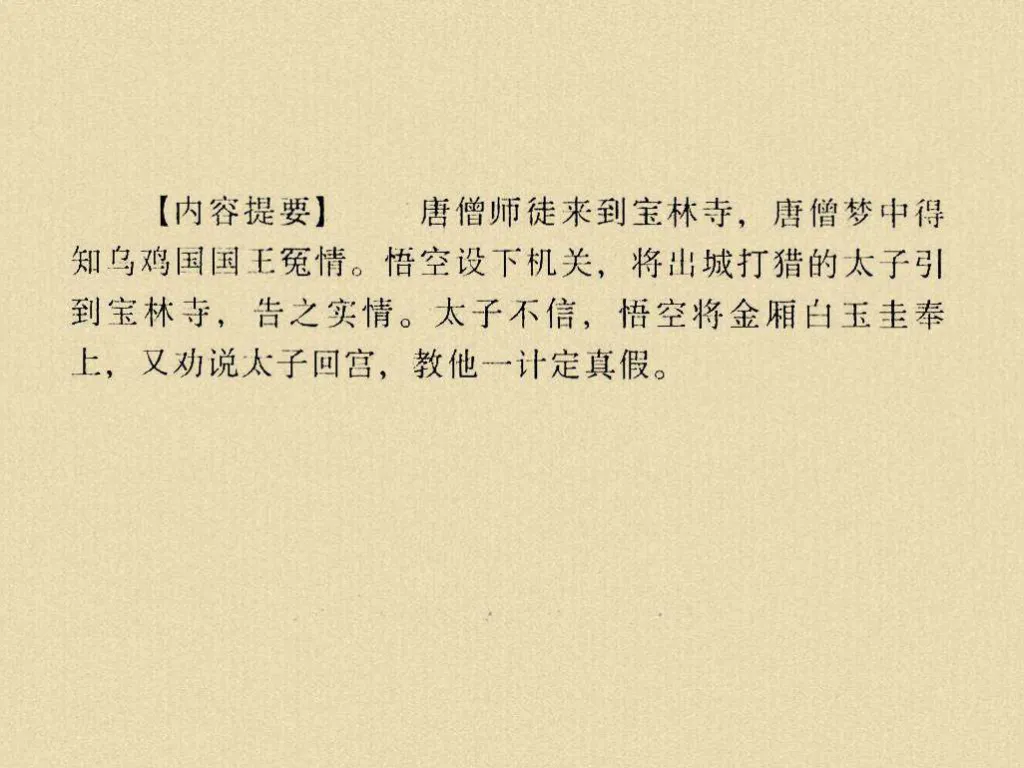 【内容提要】 唐僧师徒来到宝林寺，唐僧梦中得
知乌鸡国国王冤情。悟空设下机关，将出城打猎的太子引
到宝林寺，告之实情。太子不信，悟空将金厢白玉圭奉
上，又劝说太子回宫，教他一计定真假。